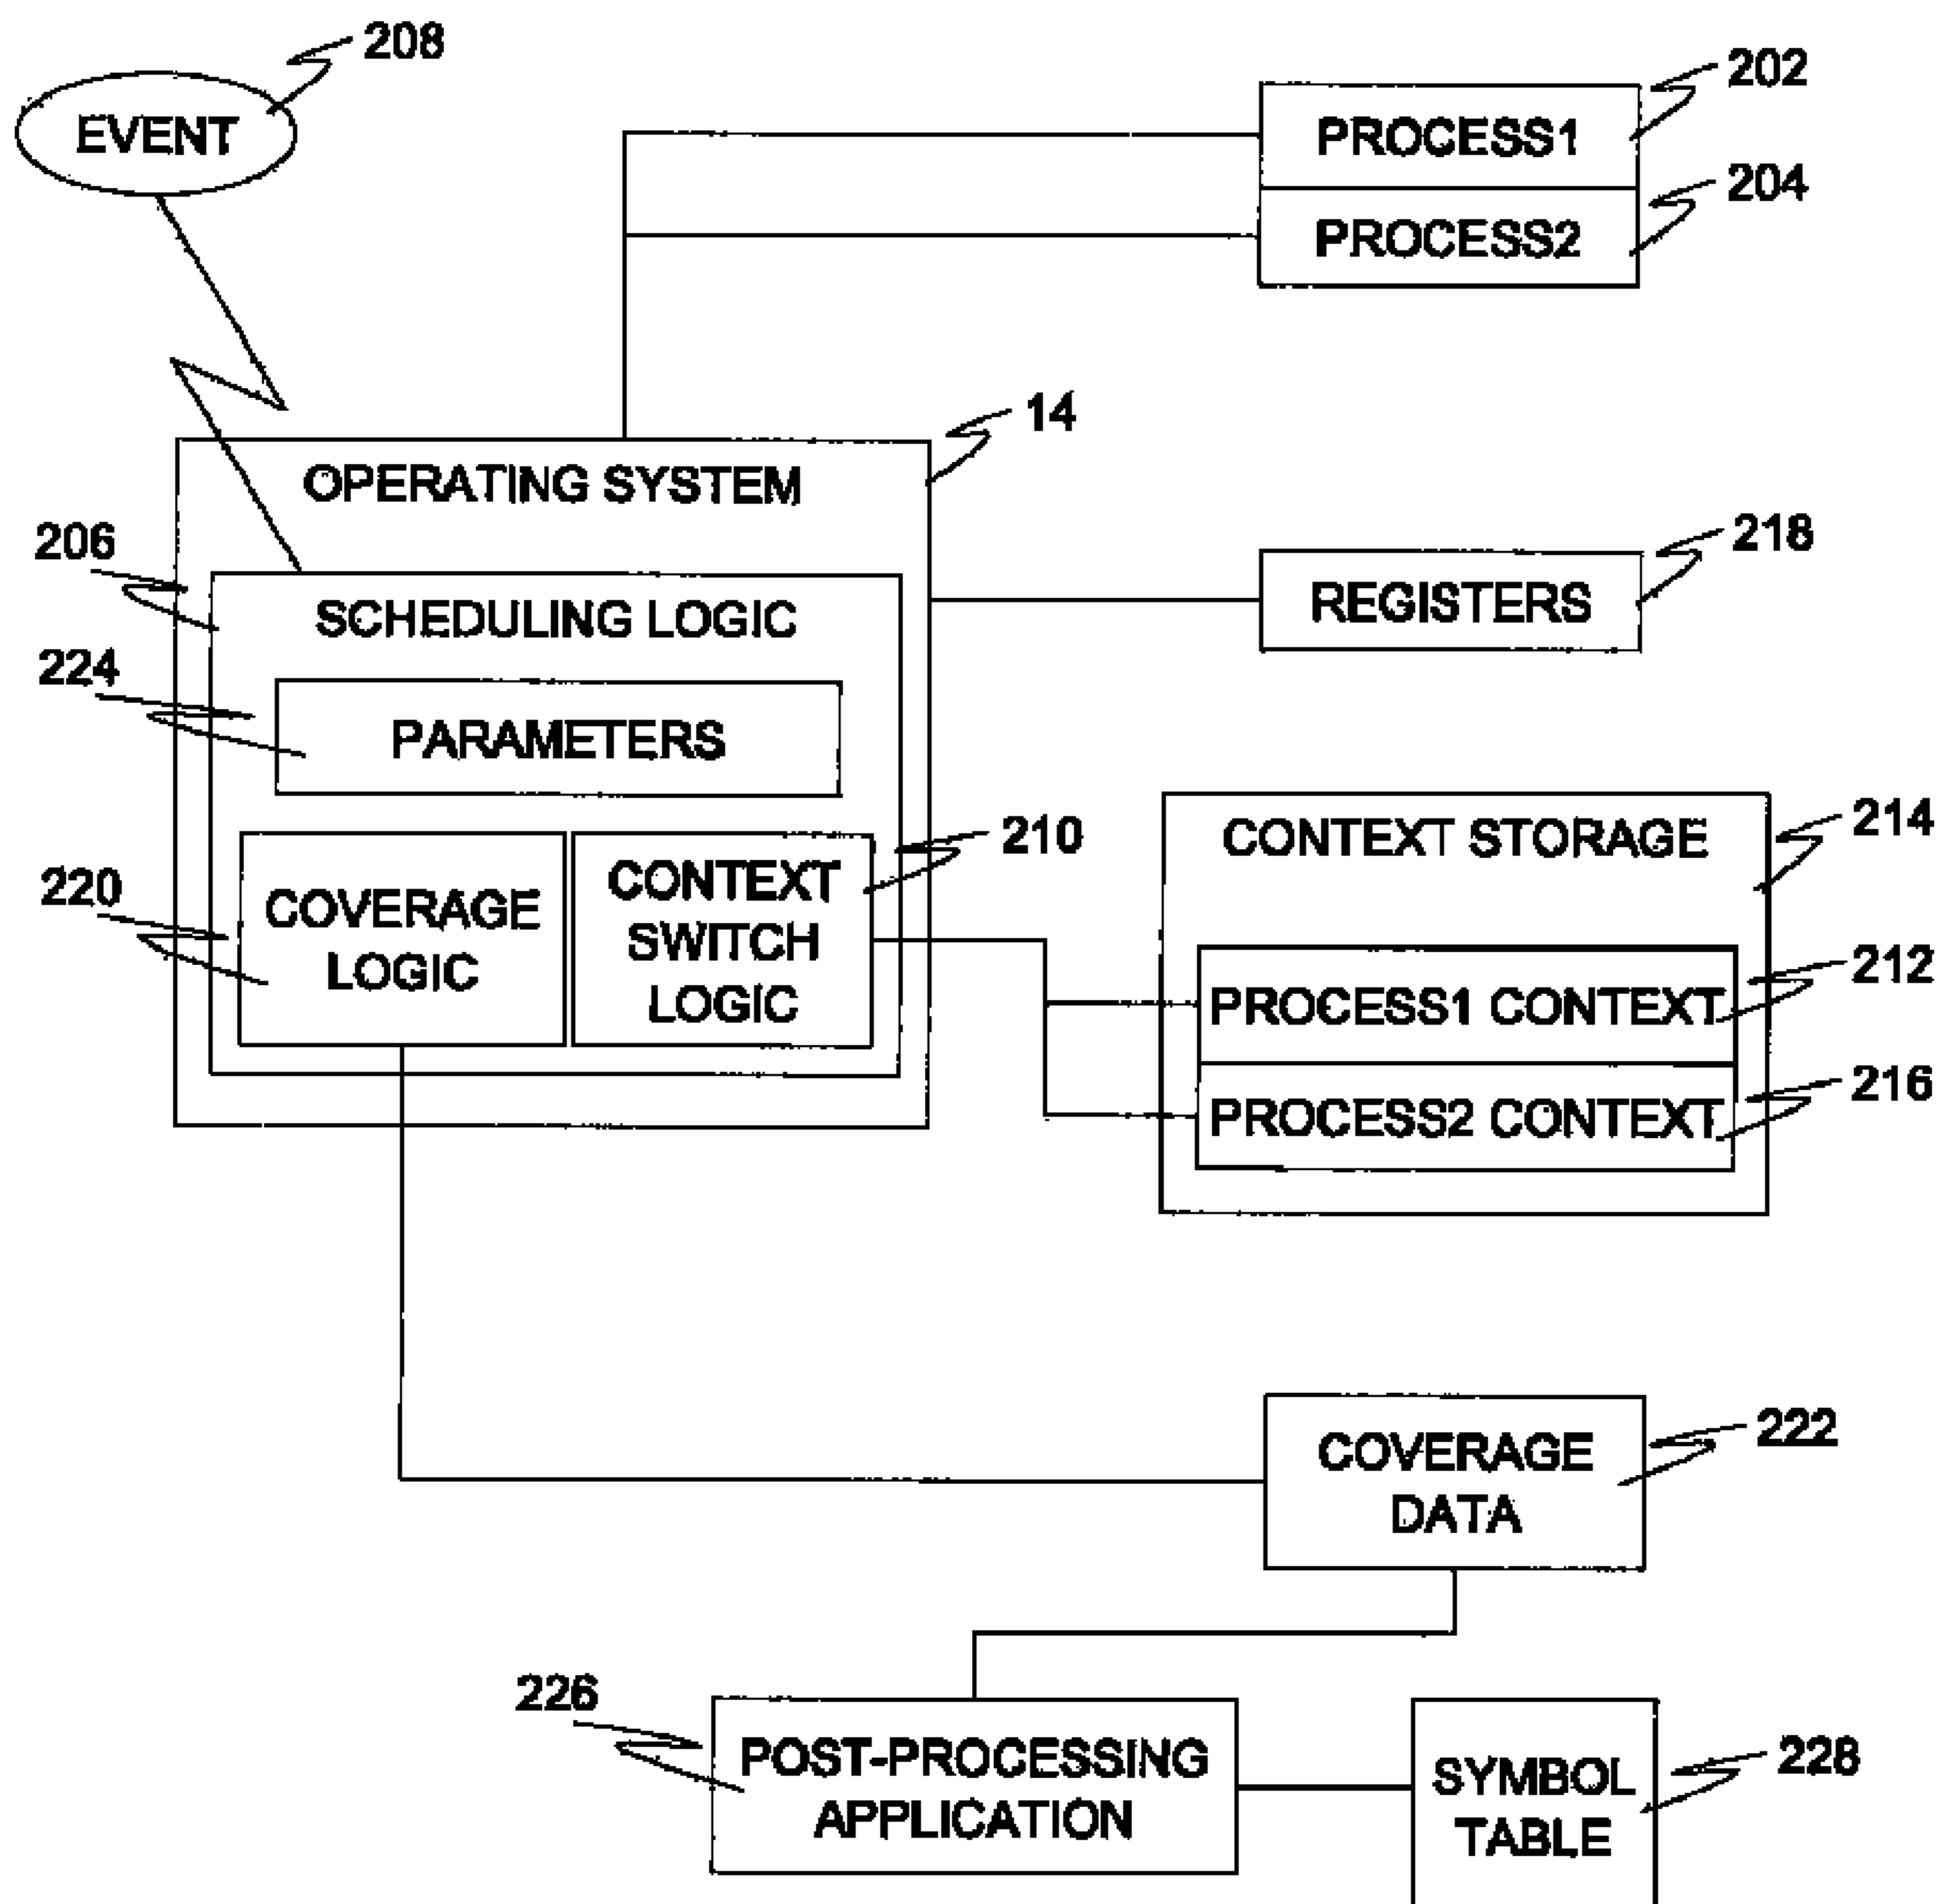 208
EVENT
202
PROCESS1
204
PROCESS2
14
OPERATING SYSTEM
206
SCHEDULING LOGIC
218
REGISTERS
224
PARAMETERS
210
214
CONTEXT STORAGE
220
COVERAGE
LOGIC
CONTEXT
SWITCH
LOGIC
212
PROCESS1 CONTEXT
216
PROCESS2 CONTEXT
222
COVERAGE
DATA
226
POST-PROCESSING
APPLICATION
228
SYMBOL
TABLE